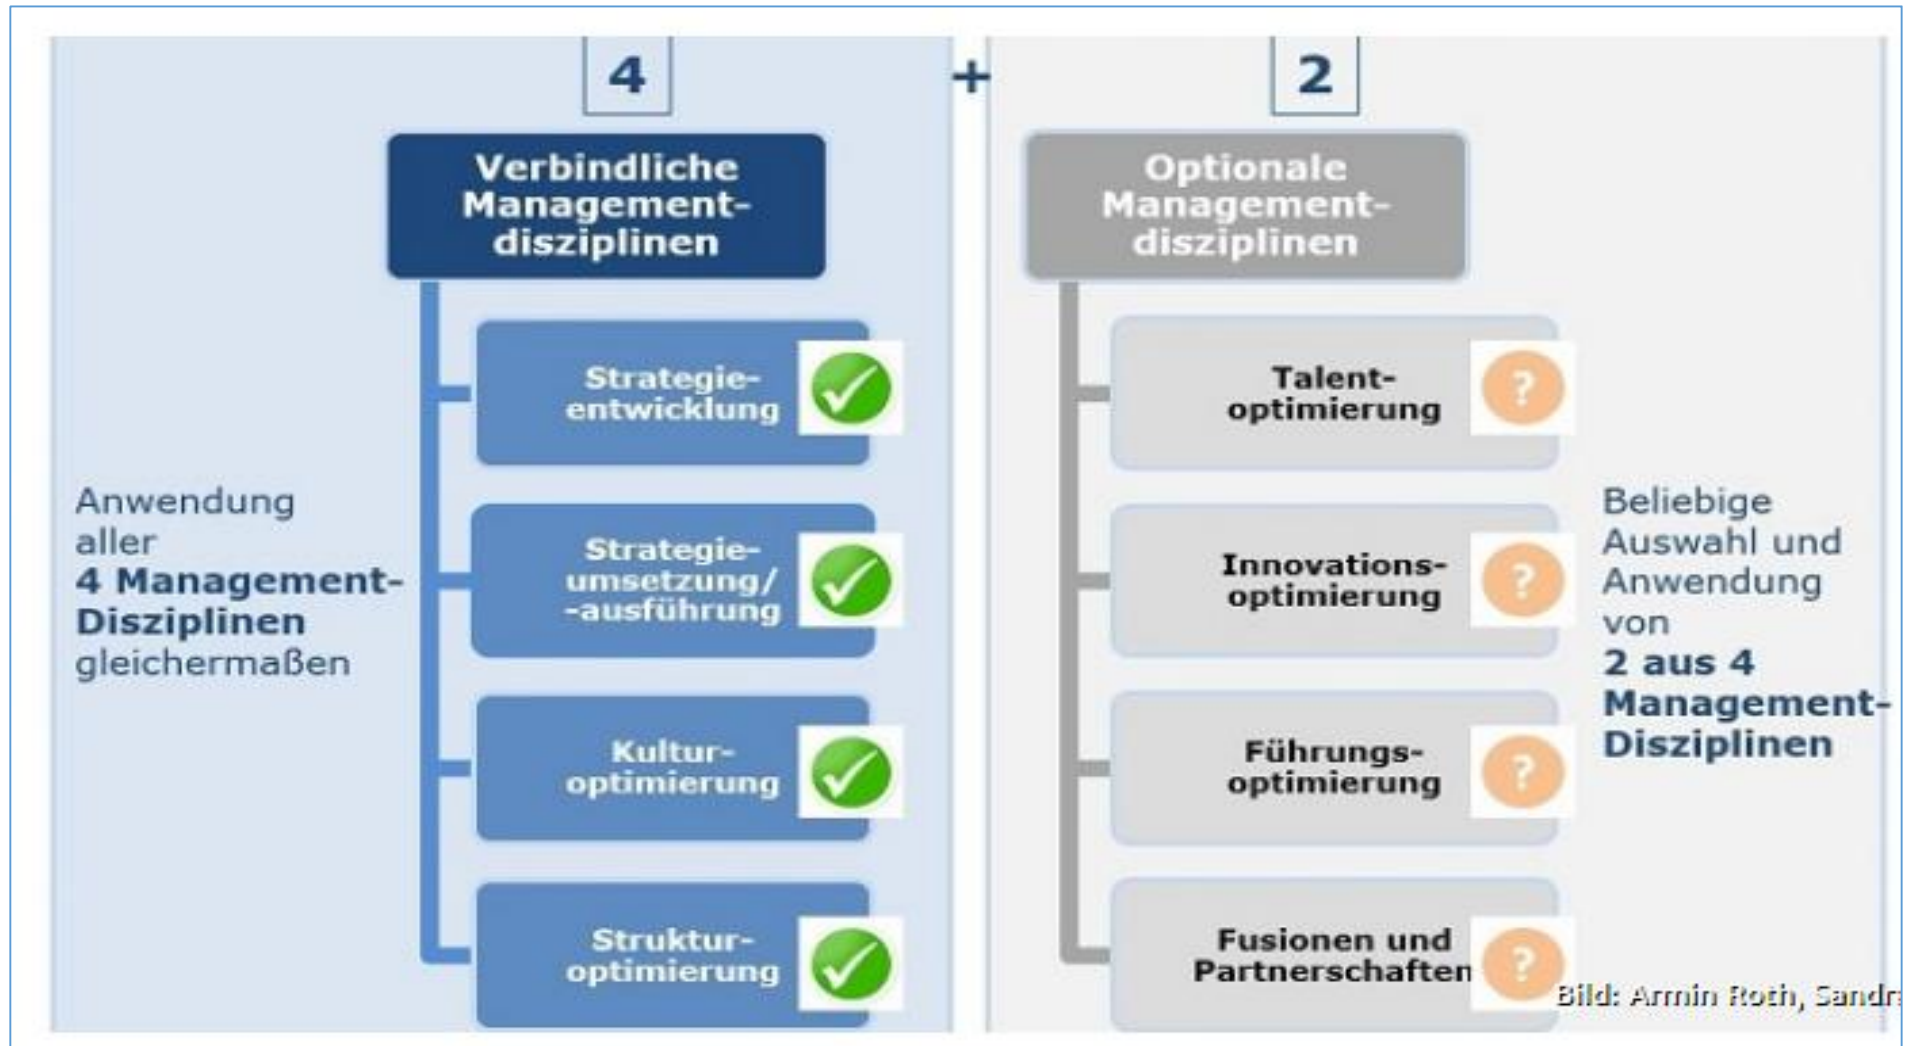 4
+
2
Verbindliche
Management-
disziplinen
Optionale
Management-
disziplinen
Anwendung
aller
4 Management-
Disziplinen
gleichermaßen
Strategie-
entwicklung
Strategie-
umsetzung/
-ausführung
Kultur-
optimierung
Struktur-
optimierung
Talent-
optimierung
?
Innovations-
optimierung
?
Führungs-
optimierung
?
Fusionen und
Partnerschaften
?
Beliebige
Auswahl und
Anwendung
von
2 aus 4
Management-
Disziplinen
Bild: Armin Roth,